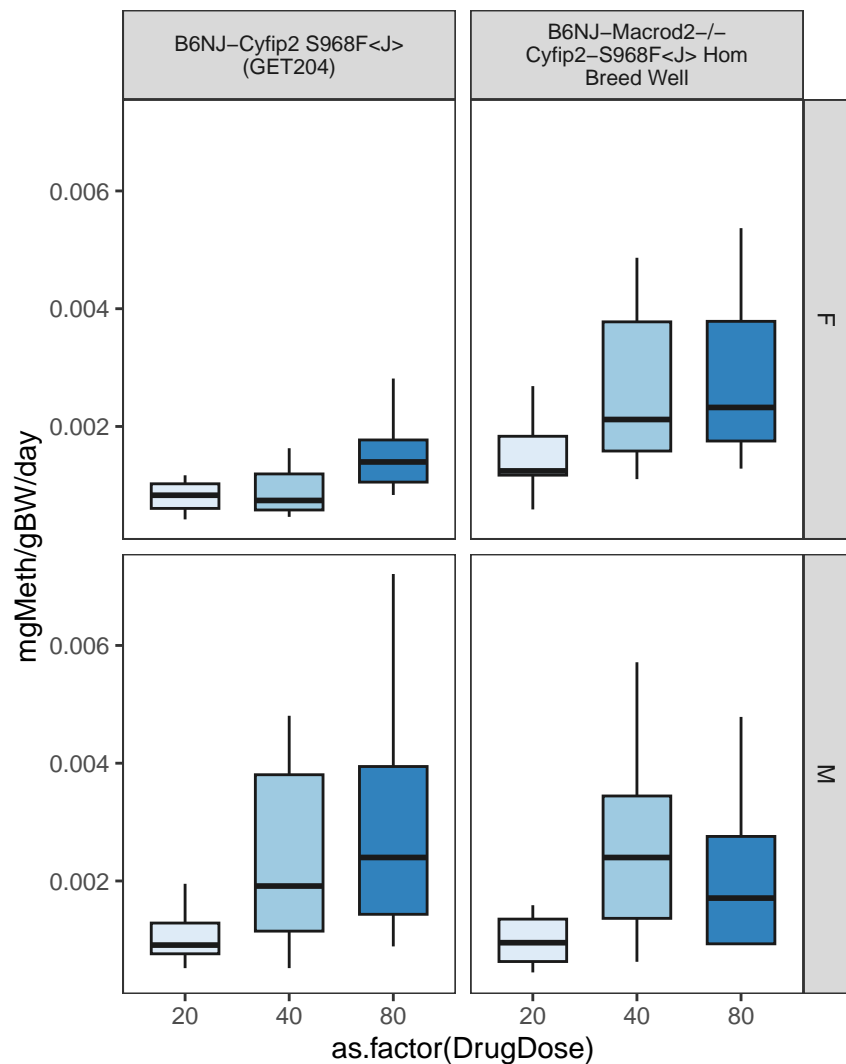 B6NJ−Cyfip2 S968F<J>
(GET204)
B6NJ−Macrod2−/−
Cyfip2−S968F<J> Hom
Breed Well
0.006
0.004
0.002
F
0.006
0.004
0.002
M
mgMeth/gBW/day
20 40 80
20 40 80
as.factor(DrugDose)